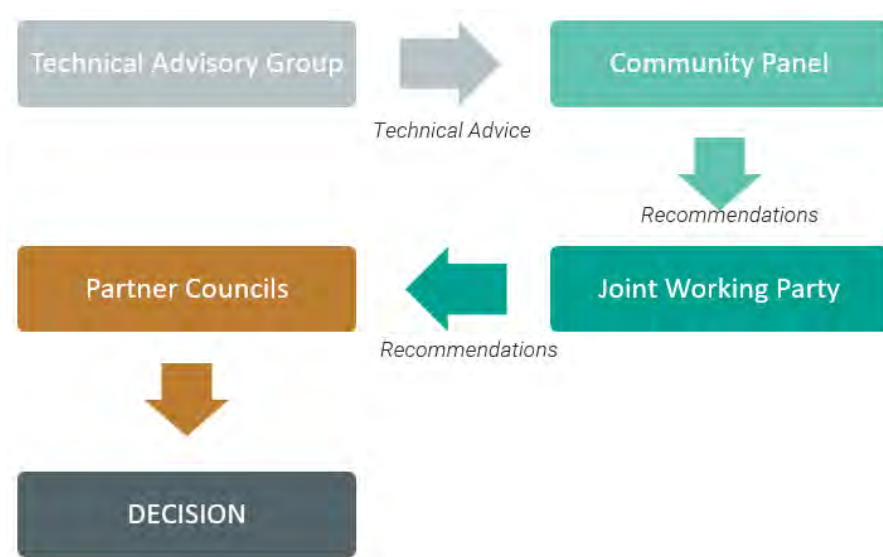 Technical Advisory Group
Community Panel
Technical Advice
Recommendations
Partner Councils
Joint Working Party
Recommendations
DECISION